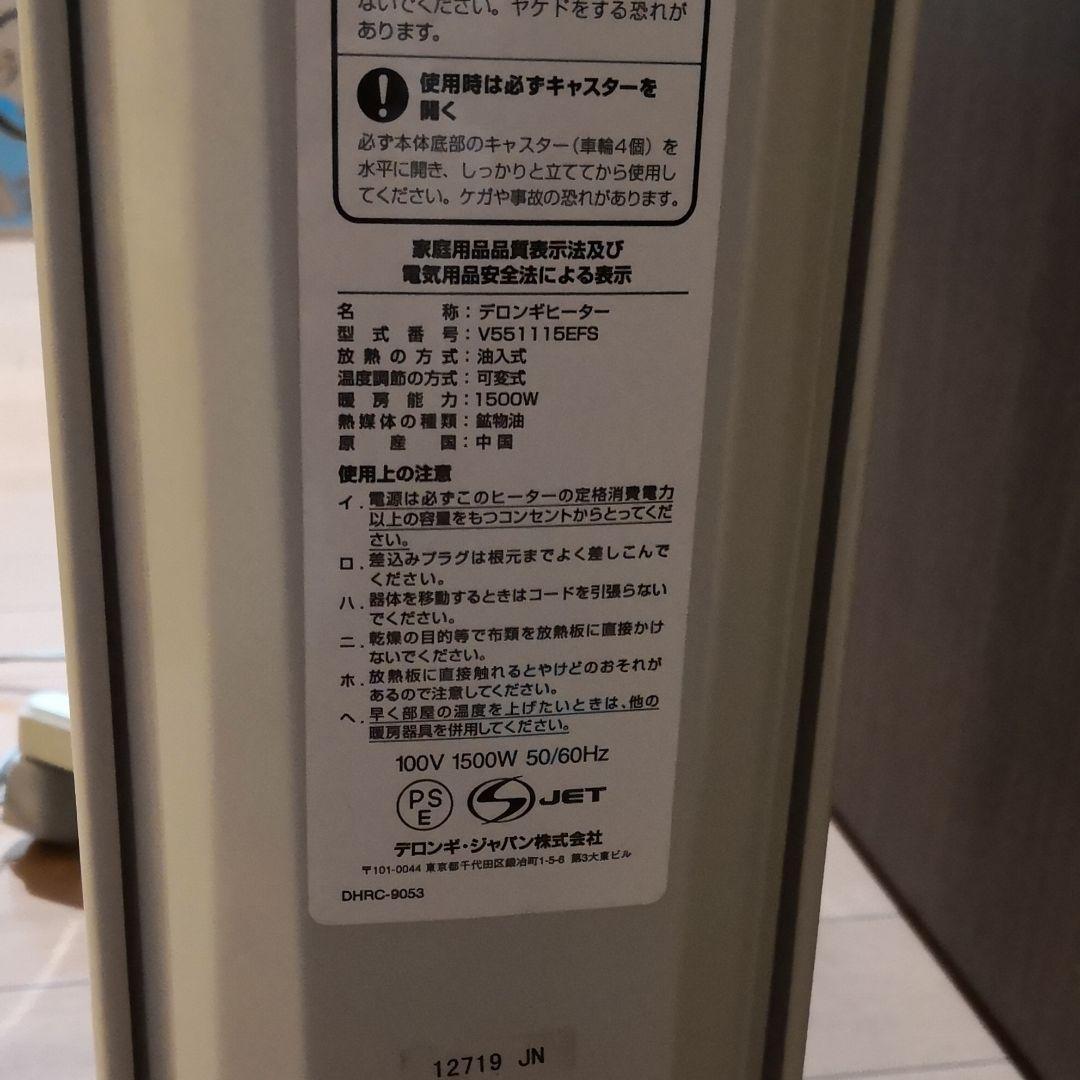 ないでください。ヤケドをする恐れが
あります。
使用時は必ずキャスターを
開く
必ず本体底部のキャスター（車輪4個）を
水平に開き、しっかりと立ててから使用し
てください。ケガや事故の恐れがあります。
家庭用品品質表示法及び
電気用品安全法による表示
名称：デロンギヒーター
型式番号：V551115EFS
放熱の方式：油入式
温度調節の方式：可変式
暖房能力：1500W
熱媒体の種類：鉱物油
原産国：中国
使用上の注意
イ．電源は必ずこのヒーターの定格消費電力
以上の容量をもつコンセントからとってくだ
さい。
ロ．差込みプラグは根元までよく差しこんで
ください。
ハ．器体を移動するときはコードを引張らない
でください。
ニ．乾燥の目的等で布類を放熱板に直接かけ
ないでください。
ホ．放熱板に直接触れるとやけどのおそれが
あるので注意してください。
ヘ．早く部屋の温度を上げたいときは、他の
暖房器具を併用してください。
100V 1500W 50/60Hz
PS
E
JET
デロンギ・ジャパン株式会社
〒101-0044 東京都千代田区鍛冶町1-5-6 第3大東ビル
DHRC-9053
12719 JN